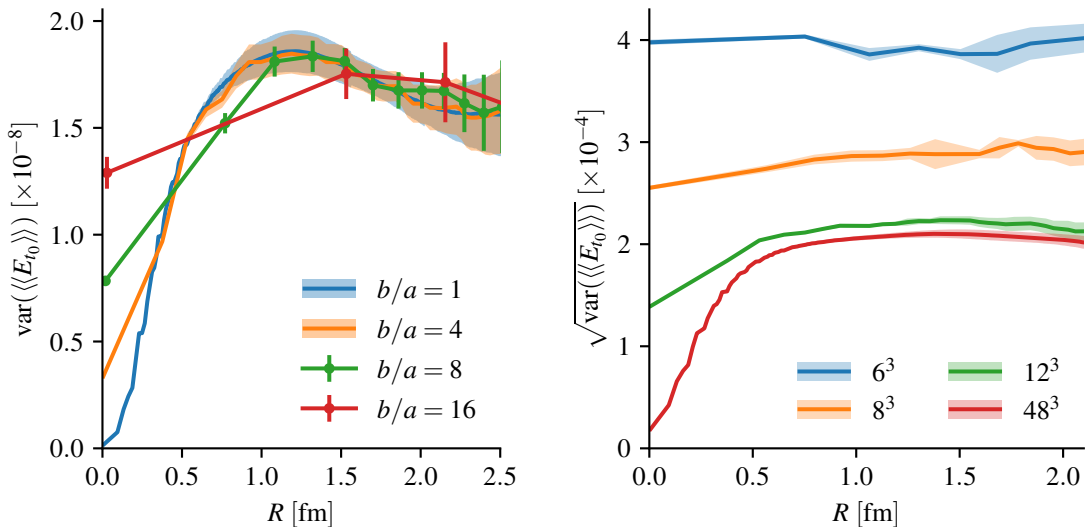 var(⟨⟨E_{t_0}⟩⟩) [×10^{−8}]
2.0
1.5
1.0
0.5
0.0
b/a = 1
b/a = 4
b/a = 8
b/a = 16
0.0 0.5 1.0 1.5 2.0 2.5
R [fm]
√var(⟨⟨E_{t_0}⟩⟩) [×10^{−4}]
4
3
2
1
0
6^3 12^3
8^3 48^3
0.0 0.5 1.0 1.5 2.0
R [fm]